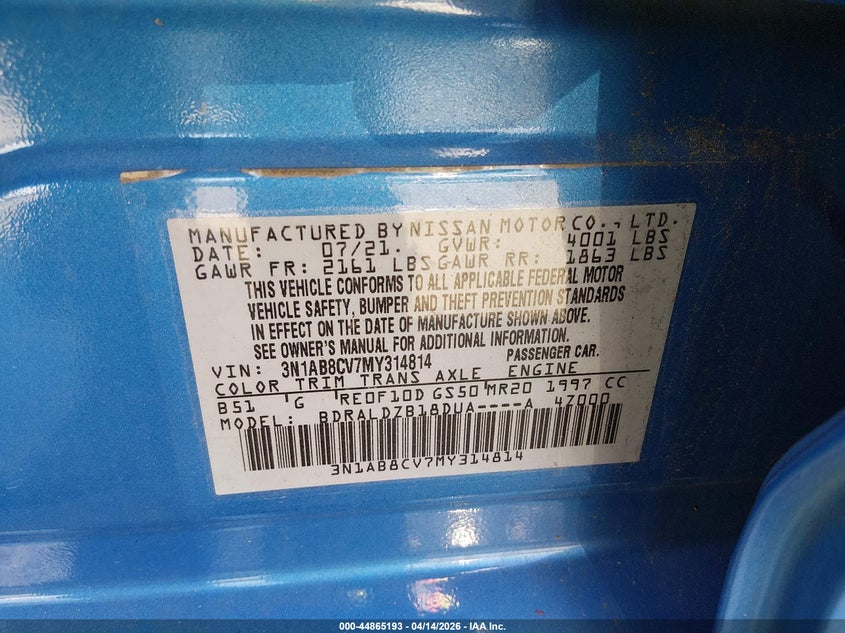 MANUFACTURED BY NISSAN MOTOR CO., LTD.
DATE: 07/21. GVWR: 4001 LBS
GAWR FR: 2161 LBS GAWR RR: 1863 LBS
THIS VEHICLE CONFORMS TO ALL APPLICABLE FEDERAL MOTOR
VEHICLE SAFETY, BUMPER AND THEFT PREVENTION STANDARDS
IN EFFECT ON THE DATE OF MANUFACTURE SHOWN ABOVE.
SEE OWNER'S MANUAL FOR ADDITIONAL INFORMATION.
VIN: 3N1AB8CV7MY314814 PASSENGER CAR.
COLOR TRIM TRANS AXLE ENGINE
B51 'G 'RE0F10D GS50'MR20 1997 CC
MODEL: BDRALDZB18DUA----A 4Z000
3N1AB8CV7MY314814
000-44865193 - 04/14/2026 - IAA Inc.